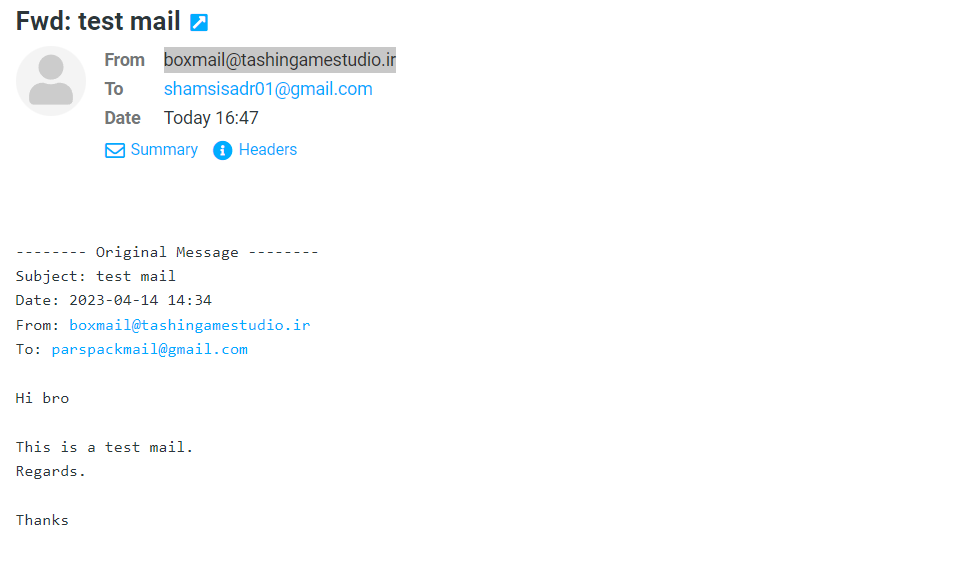 Fwd: test mail
From boxmail@tashingamestudio.ir
To shamsisadr01@gmail.com
Date Today 16:47
Summary Headers
-------- Original Message --------
Subject: test mail
Date: 2023-04-14 14:34
From: boxmail@tashingamestudio.ir
To: parspackmail@gmail.com
Hi bro
This is a test mail.
Regards.
Thanks